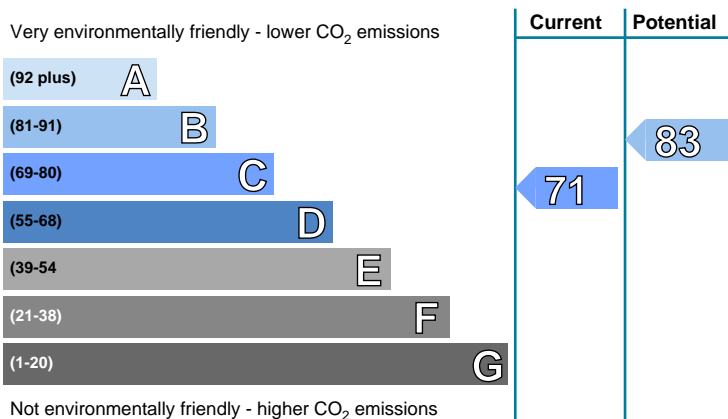 Current Potential
Very environmentally friendly - lower CO2 emissions
(92 plus) A
(81-91) B
83
(69-80) C
71
(55-68) D
(39-54 E
(21-38) F
(1-20) G
Not environmentally friendly - higher CO2 emissions